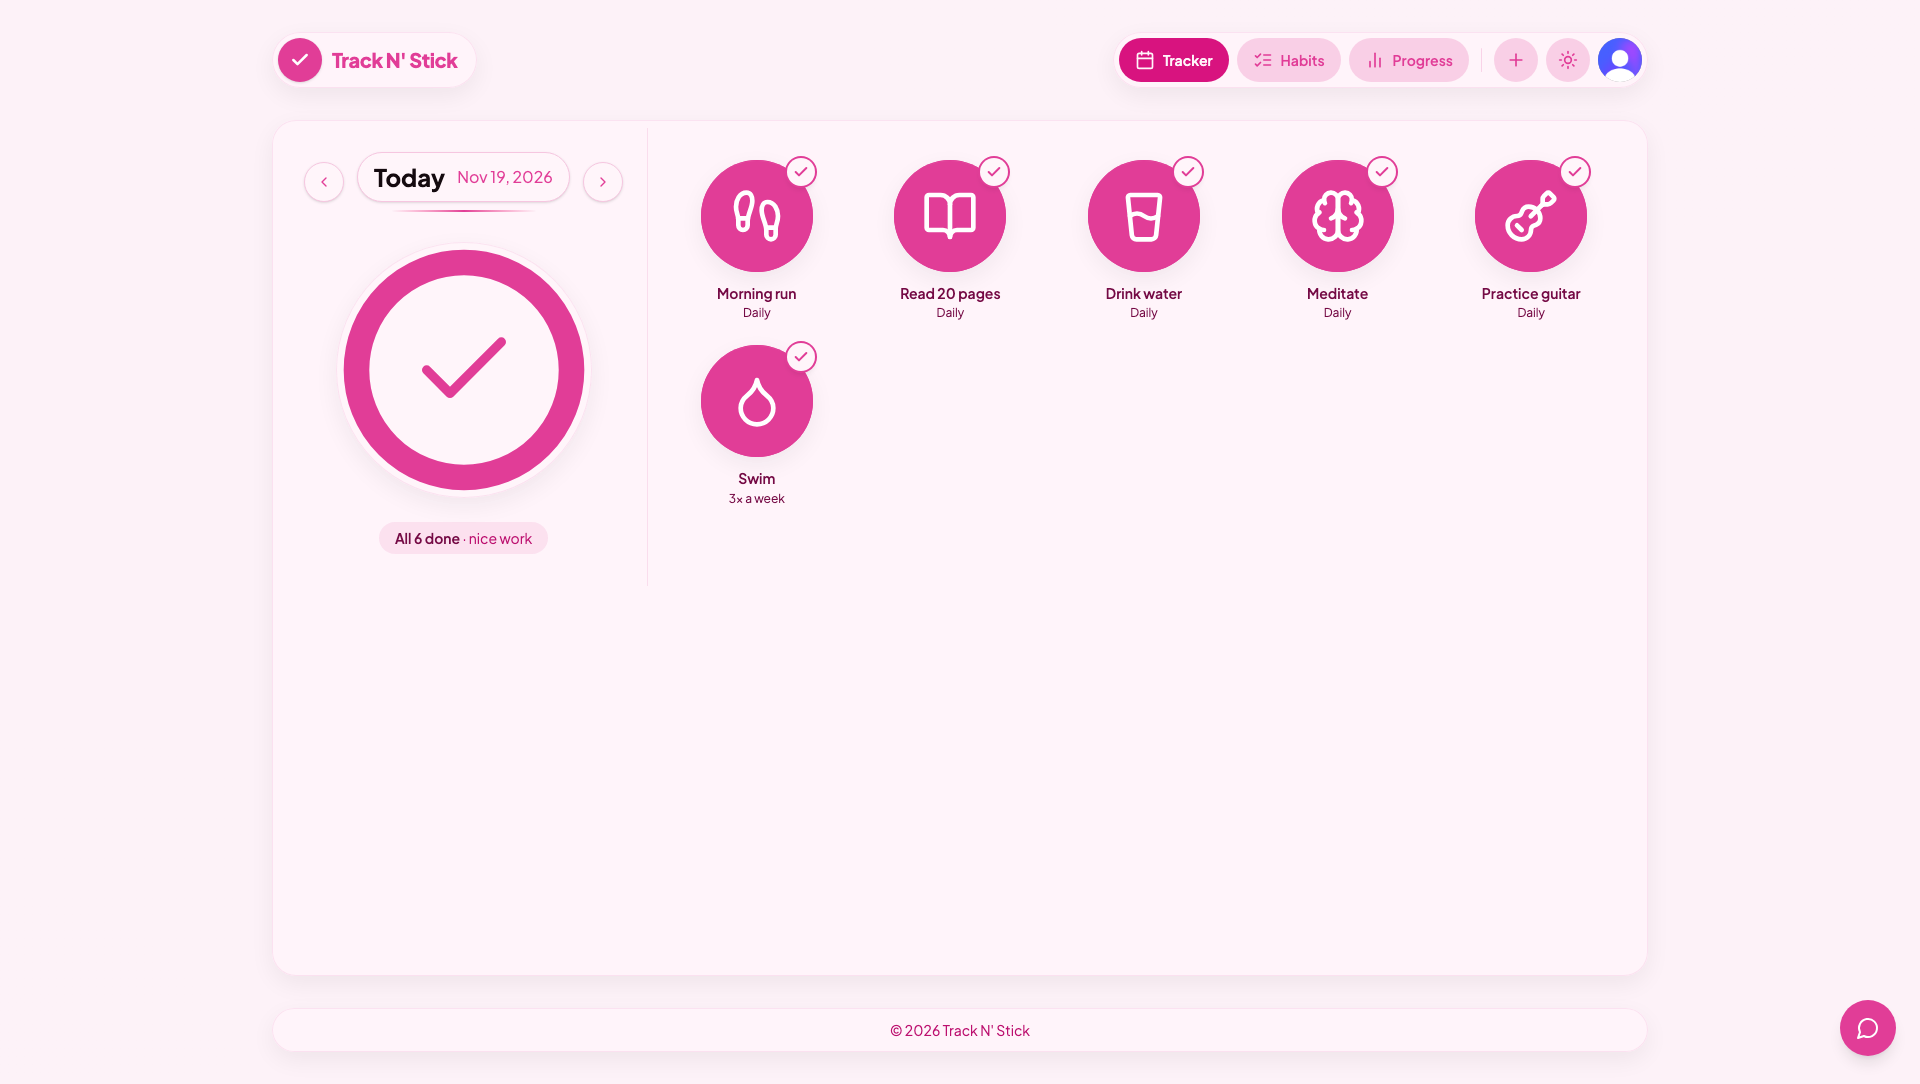 Track N' Stick
Tracker
Habits
Progress
Today Nov 19, 2026
All 6 done · nice work
Morning run
Daily
Read 20 pages
Daily
Drink water
Daily
Meditate
Daily
Practice guitar
Daily
Swim
3× a week
© 2026 Track N' Stick